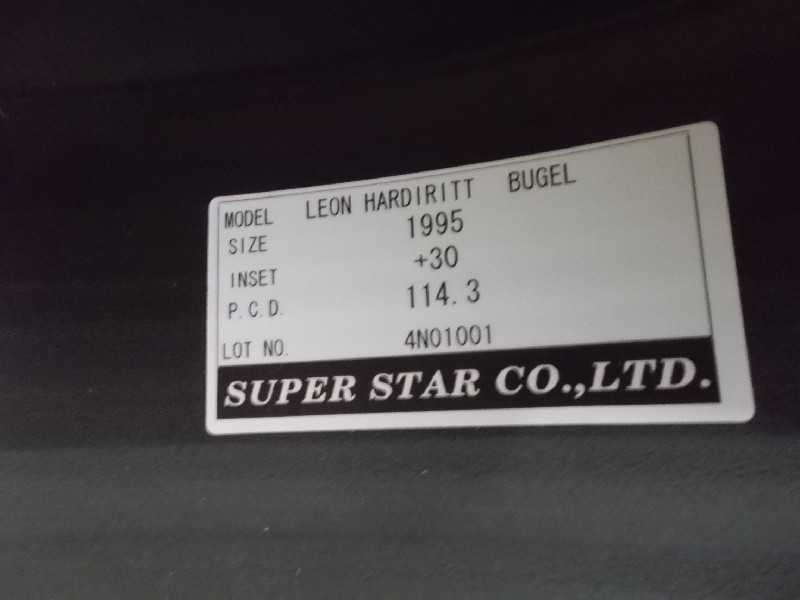 MODEL LEON HARDIRITT BUGEL
SIZE 1995
INSET +30
P.C.D. 114.3
LOT NO. 4N01001
SUPER STAR CO.,LTD.